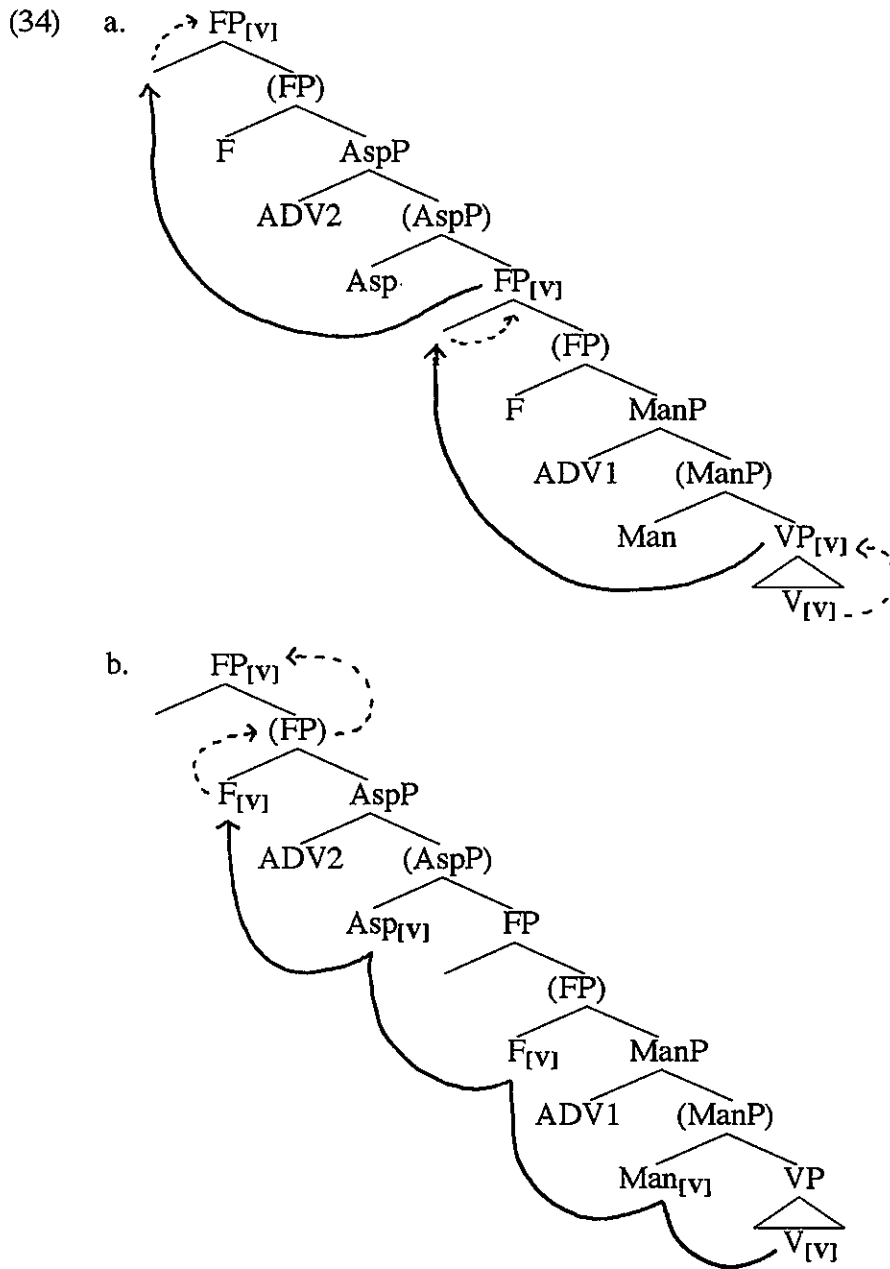 (34) a. FP[V]
(FP)
F AspP
ADV2 (AspP)
Asp FP[V]
(FP)
F ManP
ADV1 (ManP)
Man VP[V]
V[V]
b. FP[V]
(FP)
F[V] AspP
ADV2 (AspP)
Asp[V] FP
(FP)
F[V] ManP
ADV1 (ManP)
Man[V] VP
V[V]